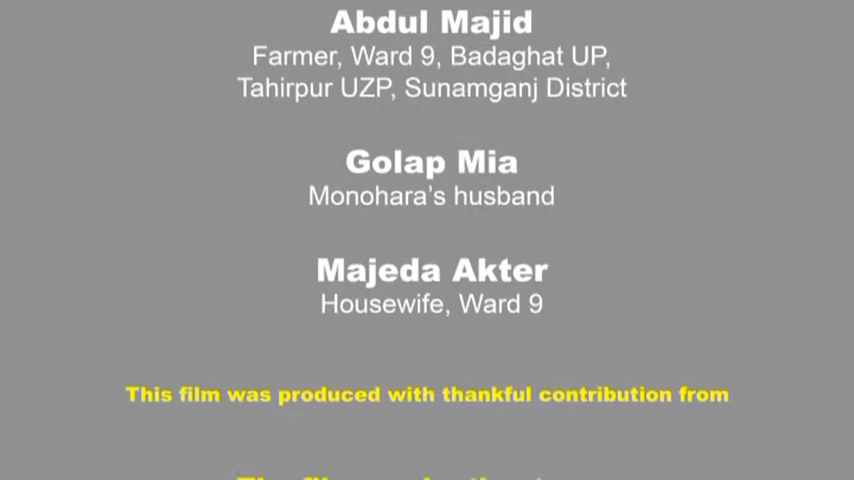 Abdul Majid
Farmer, Ward 9, Badaghat UP,
Tahirpur UZP, Sunamganj District
Golap Mia
Monohara's husband
Majeda Akter
Housewife, Ward 9
This film was produced with thankful contribution from